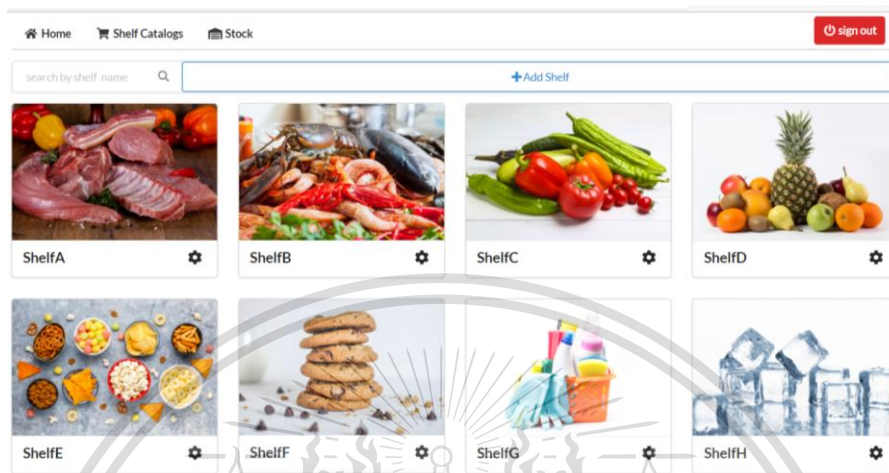 Home Shelf Catalogs Stock sign out
search by shelf name +Add Shelf
ShelfA ShelfB ShelfC ShelfD
ShelfE ShelfF ShelfG ShelfH